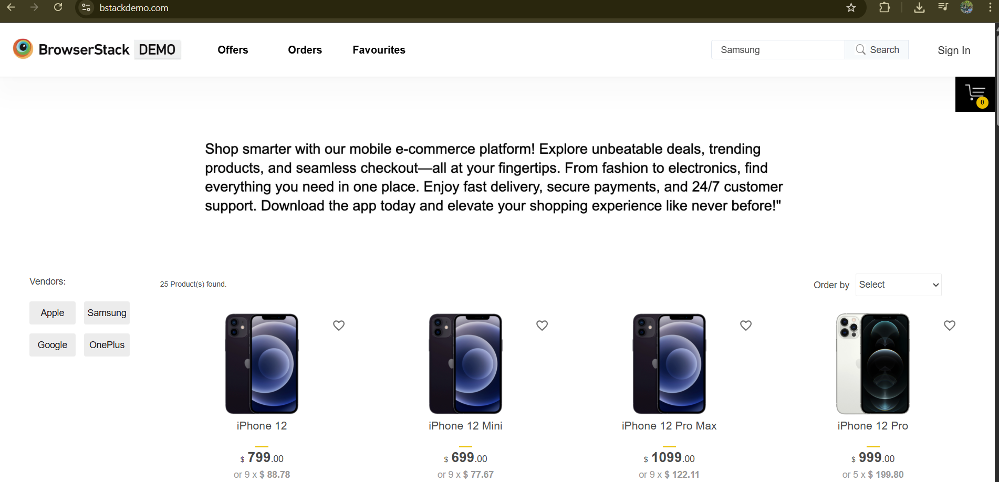 bstackdemo.com
BrowserStack DEMO Offers Orders Favourites Samsung Search Sign In
0
Shop smarter with our mobile e-commerce platform! Explore unbeatable deals, trending
products, and seamless checkout—all at your fingertips. From fashion to electronics, find
everything you need in one place. Enjoy fast delivery, secure payments, and 24/7 customer
support. Download the app today and elevate your shopping experience like never before!"
Vendors:
Apple Samsung
Google OnePlus
25 Product(s) found.
Order by Select
iPhone 12
$ 799.00
or 9 x $ 88.78
iPhone 12 Mini
$ 699.00
or 9 x $ 77.67
iPhone 12 Pro Max
$ 1099.00
or 9 x $ 122.11
iPhone 12 Pro
$ 999.00
or 5 x $ 199.80